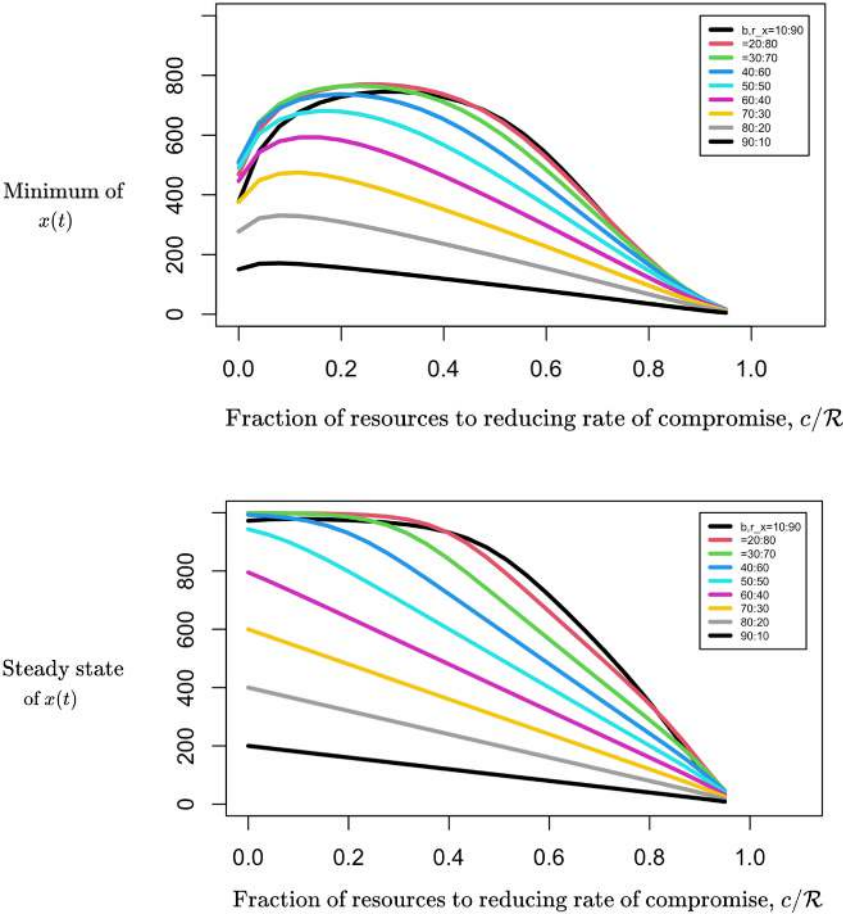 b,r_x=10:90
=20:80
=30:70
40:60
50:50
60:40
70:30
80:20
90:10
800
600
400
200
0
Minimum of
x(t)
0.0 0.2 0.4 0.6 0.8 1.0
Fraction of resources to reducing rate of compromise, c/ℛ
b,r_x=10:90
=20:80
=30:70
40:60
50:50
60:40
70:30
80:20
90:10
800
600
400
200
0
Steady state
of x(t)
0.0 0.2 0.4 0.6 0.8 1.0
Fraction of resources to reducing rate of compromise, c/ℛ